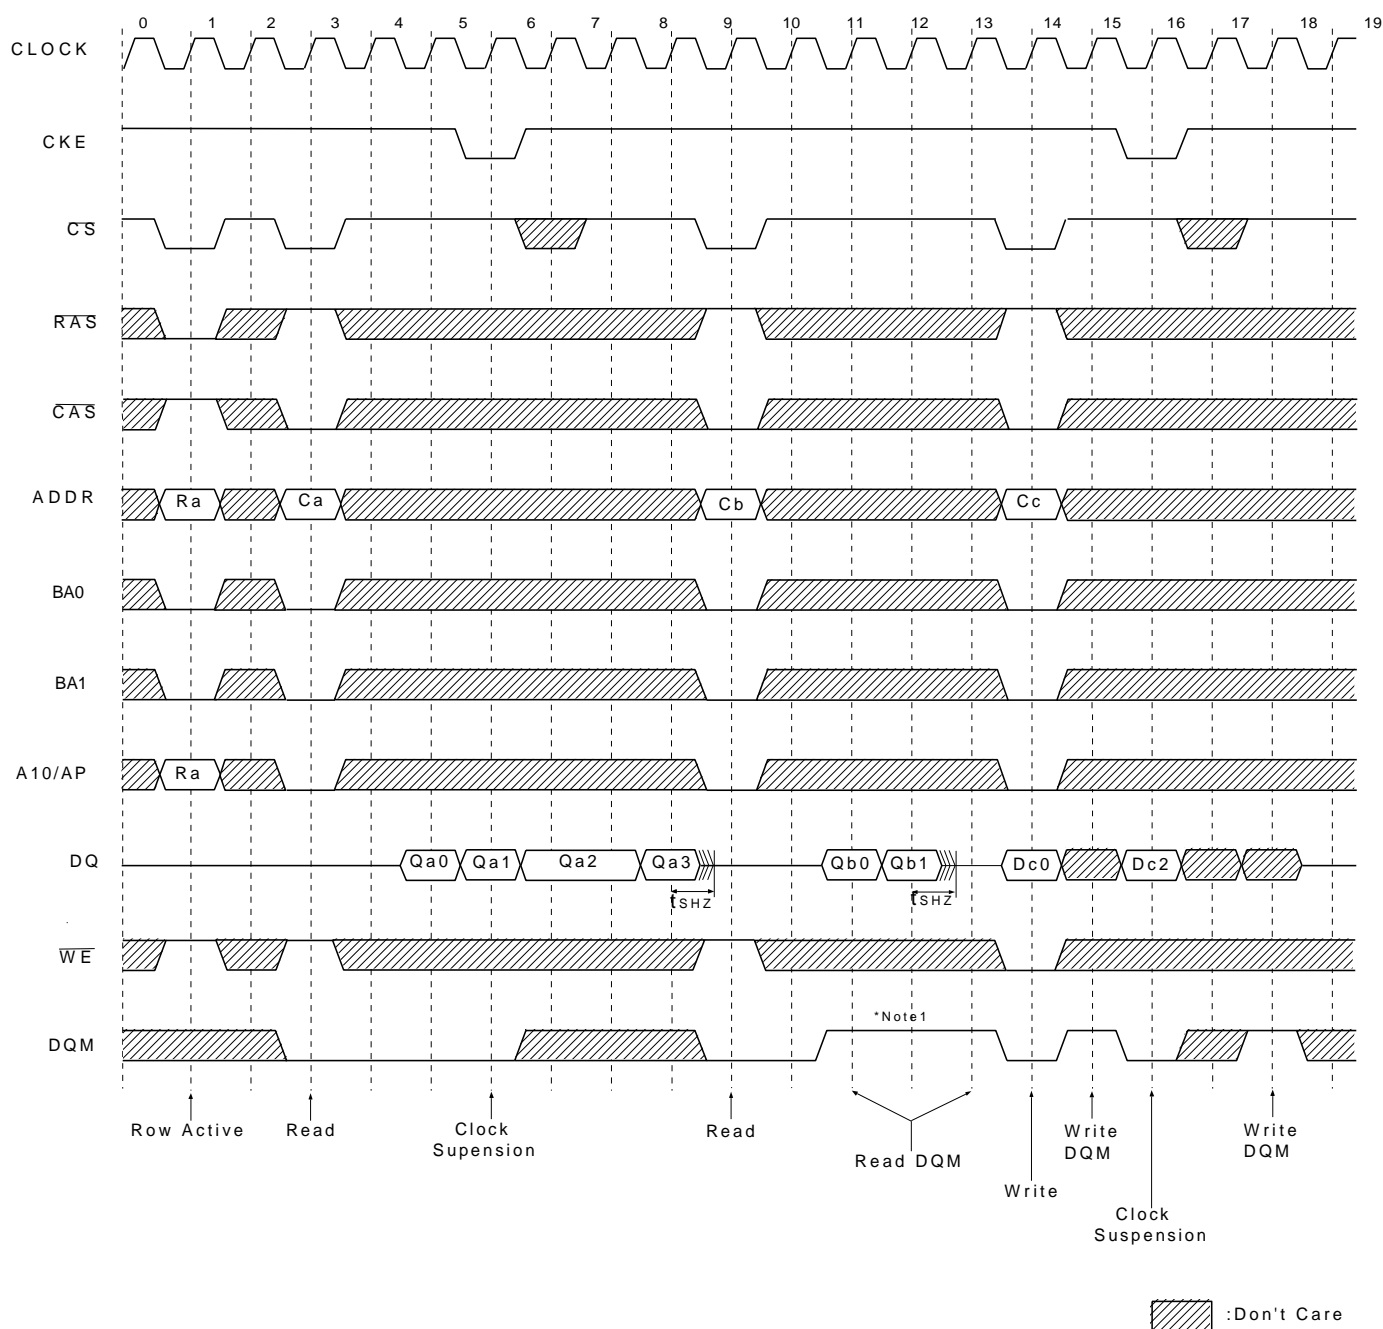 0 1 2 3 4 5 6 7 8 9 10 11 12 13 14 15 16 17 18 19
CLOCK
CKE
CS
RAS
CAS
ADDR Ra Ca Cb Cc
BA0
BA1
A10/AP Ra
DQ Qa0 Qa1 Qa2 Qa3 Qb0 Qb1 Dc0 Dc2
tSHZ tSHZ
WE
*Note1
DQM
Row Active Read Clock Supension Read Read DQM Write Write DQM Clock Suspension Write DQM
:Don't Care